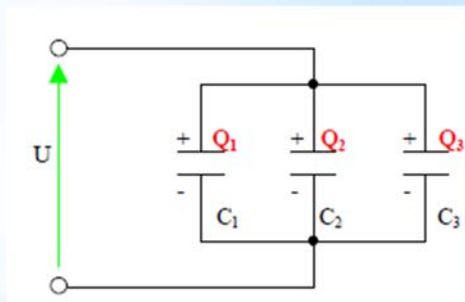 + Q₁ + Q₂ + Q₃
U
- - -
C₁ C₂ C₃